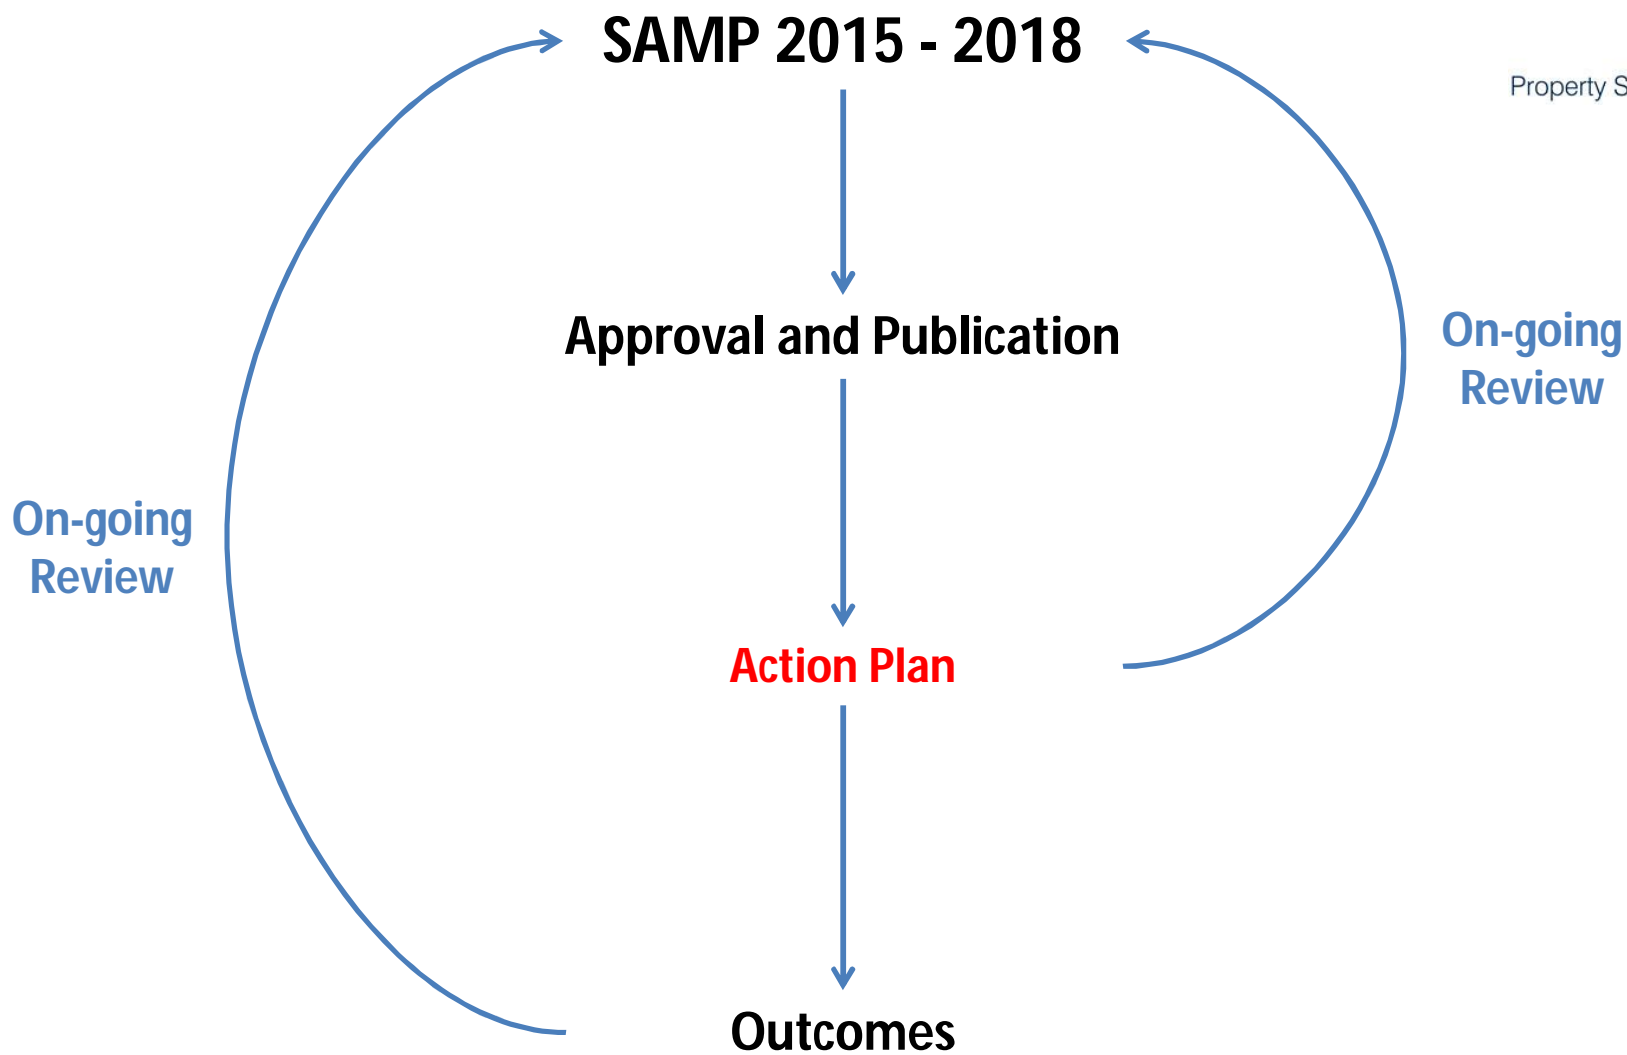 SAMP 2015 - 2018
Property
Approval and Publication
On-going
Review
On-going
Review
Action Plan
Outcomes